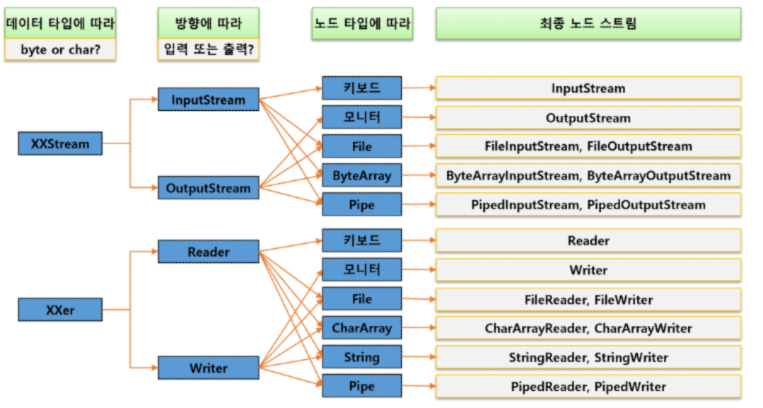 데이터 타입에 따라
방향에 따라
노드 타입에 따라
최종 노드 스트림
byte or char?
입력 또는 출력?
키보드
InputStream
InputStream
모니터
OutputStream
XXStream
File
FileInputStream, FileOutputStream
ByteArray
ByteArrayInputStream, ByteArrayOutputStream
OutputStream
Pipe
PipedInputStream, PipedOutputStream
키보드
Reader
Reader
모니터
Writer
File
FileReader, FileWriter
XXer
CharArray
CharArrayReader, CharArrayWriter
String
StringReader, StringWriter
Writer
Pipe
PipedReader, PipedWriter